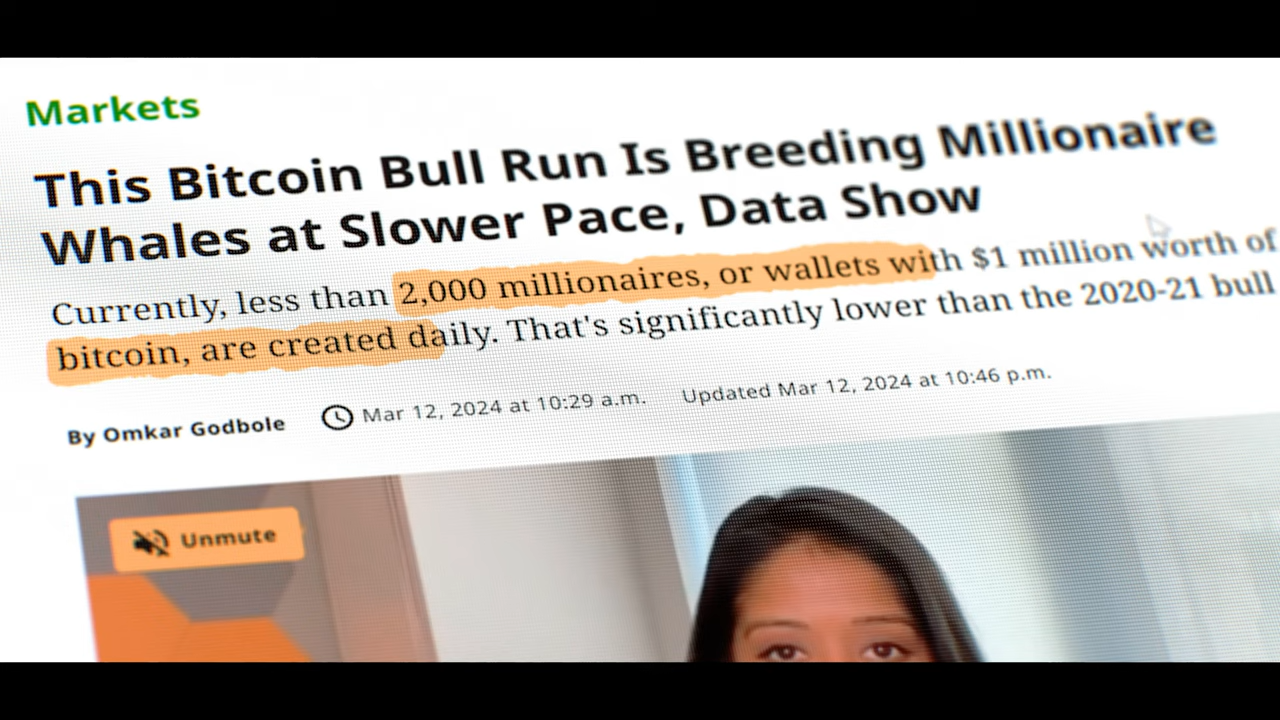 Markets
This Bitcoin Bull Run Is Breeding Millionaire
Whales at Slower Pace, Data Show
Currently, less than 2,000 millionaires, or wallets with $1 million worth of
bitcoin, are created daily. That's significantly lower than the 2020-21 bull
By Omkar Godbole Mar 12, 2024 at 10:29 a.m. Updated Mar 12, 2024 at 10:46 p.m.
Unmute